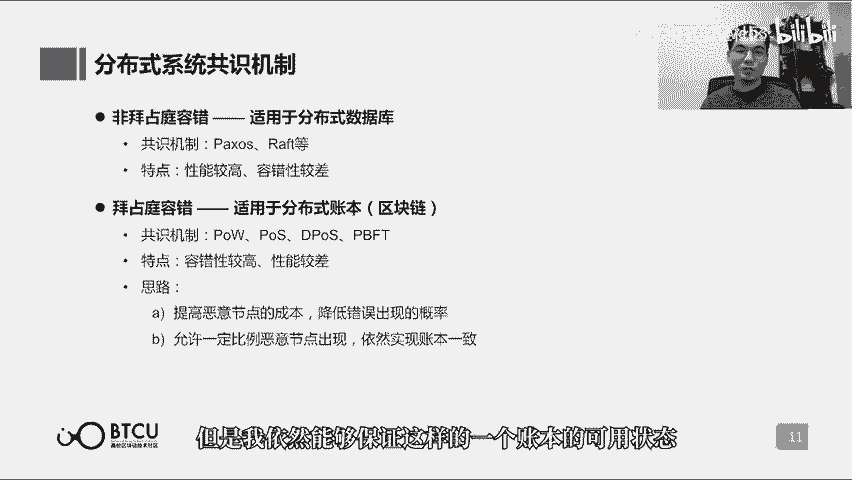 分布式系统共识机制
bilibili
● 非拜占庭容错 —— 适用于分布式数据库
• 共识机制：Paxos、Raft等
• 特点：性能较高、容错性较差
● 拜占庭容错 —— 适用于分布式账本（区块链）
• 共识机制：PoW、PoS、DPoS、PBFT
• 特点：容错性较高、性能较差
• 思路：
a) 提高恶意节点的成本，降低错误出现的概率
b) 允许一定比例恶意节点出现，依然实现账本一致
BTCU
高校区块链技术社区
但是我依然能够保证这样的一个账本的可用状态
11